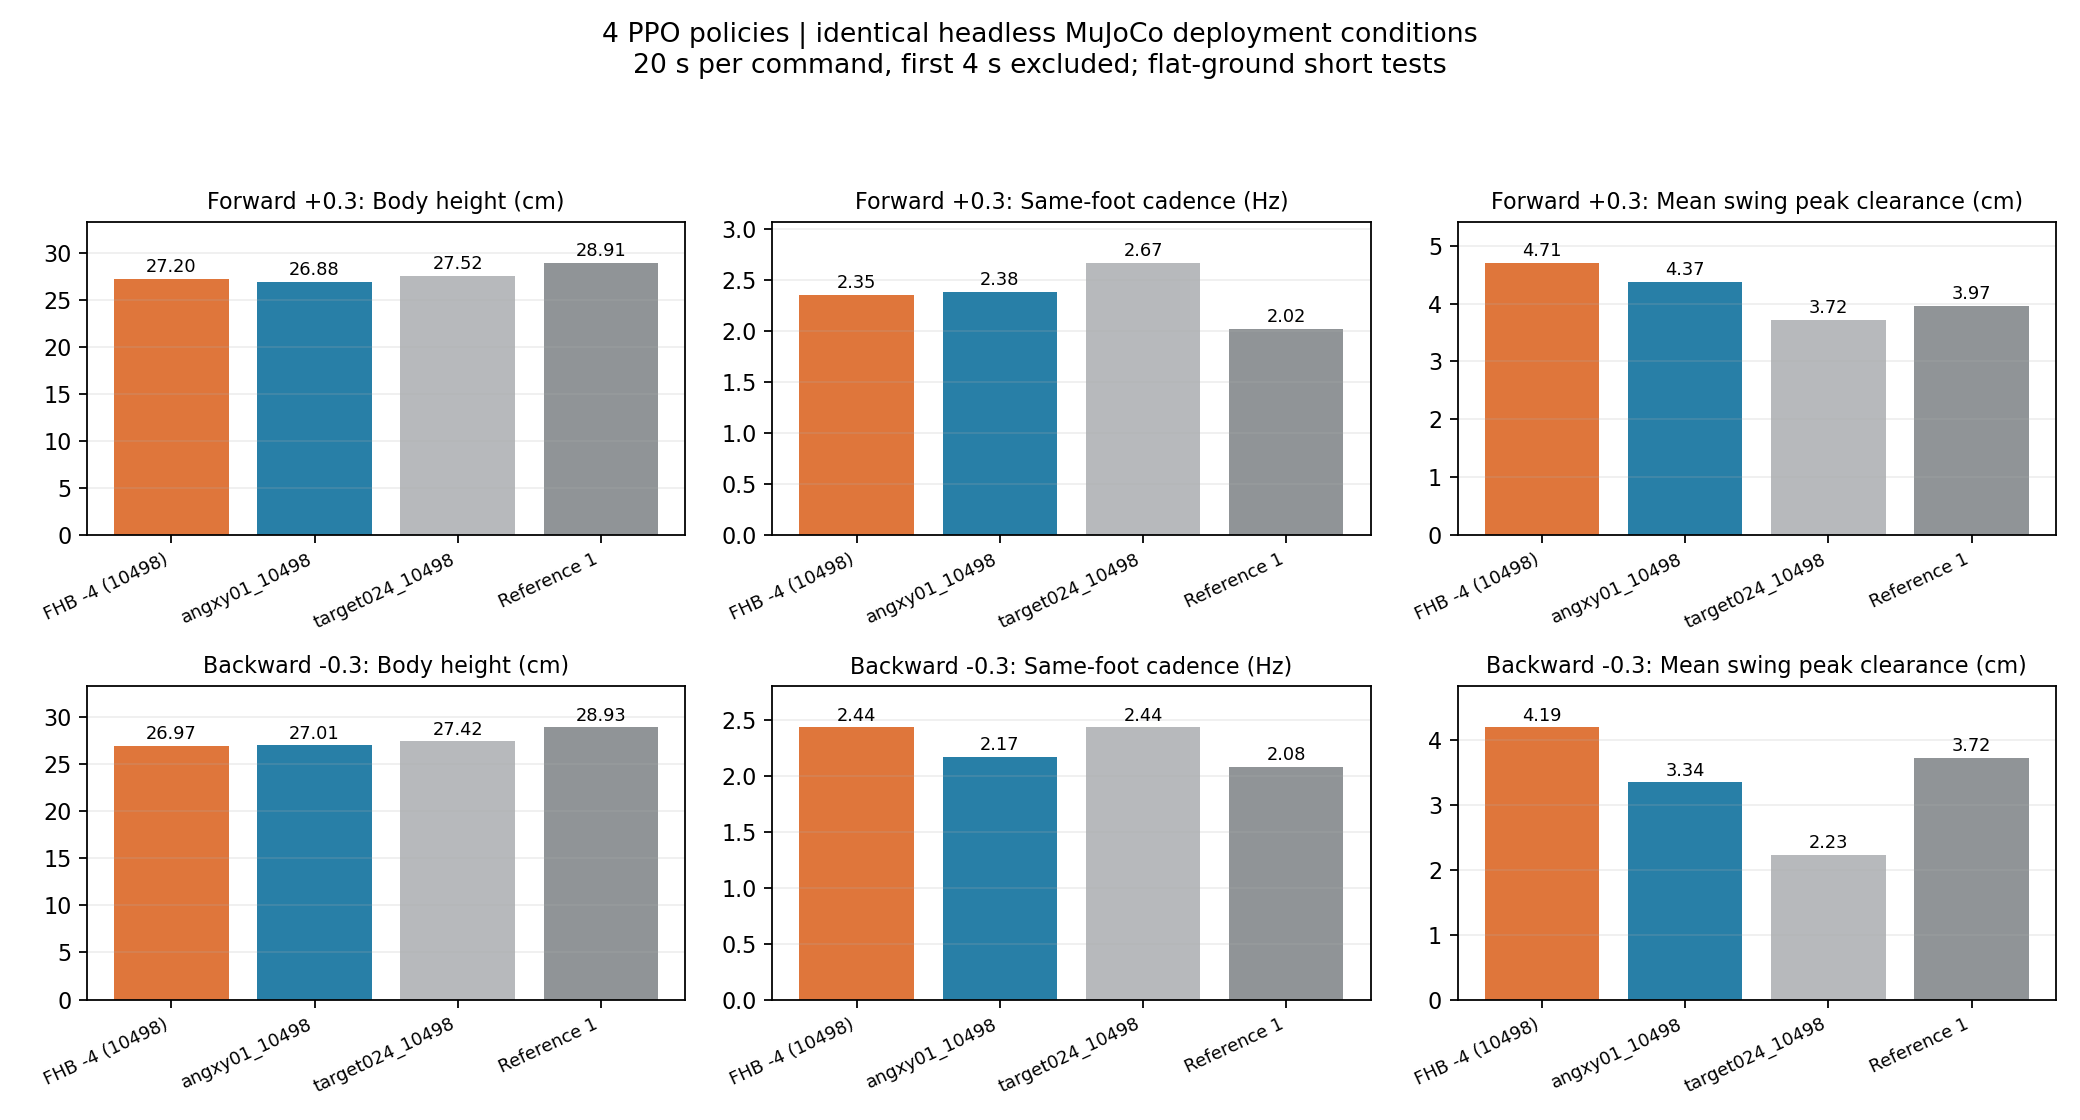 4 PPO policies | identical headless MuJoCo deployment conditions
20 s per command, first 4 s excluded; flat-ground short tests
Forward +0.3: Body height (cm)
30
25
20
15
10
5
0
27.20
26.88
27.52
28.91
FHB -4 (10498)
angxy01_10498
target024_10498
Reference 1
Forward +0.3: Same-foot cadence (Hz)
3.0
2.5
2.0
1.5
1.0
0.5
0.0
2.35
2.38
2.67
2.02
FHB -4 (10498)
angxy01_10498
target024_10498
Reference 1
Forward +0.3: Mean swing peak clearance (cm)
5
4
3
2
1
0
4.71
4.37
3.72
3.97
FHB -4 (10498)
angxy01_10498
target024_10498
Reference 1
Backward -0.3: Body height (cm)
30
25
20
15
10
5
0
26.97
27.01
27.42
28.93
FHB -4 (10498)
angxy01_10498
target024_10498
Reference 1
Backward -0.3: Same-foot cadence (Hz)
2.5
2.0
1.5
1.0
0.5
0.0
2.44
2.17
2.44
2.08
FHB -4 (10498)
angxy01_10498
target024_10498
Reference 1
Backward -0.3: Mean swing peak clearance (cm)
4
3
2
1
0
4.19
3.34
2.23
3.72
FHB -4 (10498)
angxy01_10498
target024_10498
Reference 1